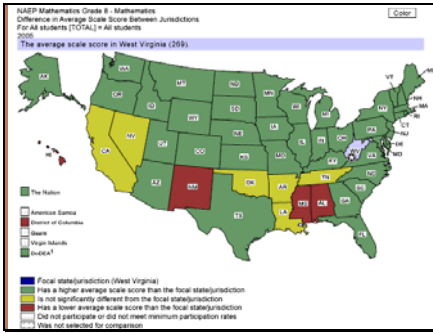 NAEP Mathematics Grade 8 - Mathematics
Difference in Average Scale Score Between Jurisdictions
For All students [TOTAL] = All students
2005
Color
The average scale score in West Virginia (269)
AK
WA
OR
CA
NV
ID
MT
WY
UT
AZ
CO
NM
ND
SD
NE
KS
OK
TX
MN
IA
MO
AR
LA
WI
IL
MI
IN
OH
KY
TN
MS
AL
GA
FL
SC
NC
VA
WV
PA
NY
VT
NH
MA
RI
CT
NJ
DE
MD
HI
The Nation
American Samoa
District of Columbia
Guam
Virgin Islands
DoDEA¹
Focal state/jurisdiction (West Virginia)
Has a higher average scale score than the focal state/jurisdiction
Is not significantly different from the focal state/jurisdiction
Has a lower average scale score than the focal state/jurisdiction
Did not participate or did not meet minimum participation rates
Was not selected for comparison